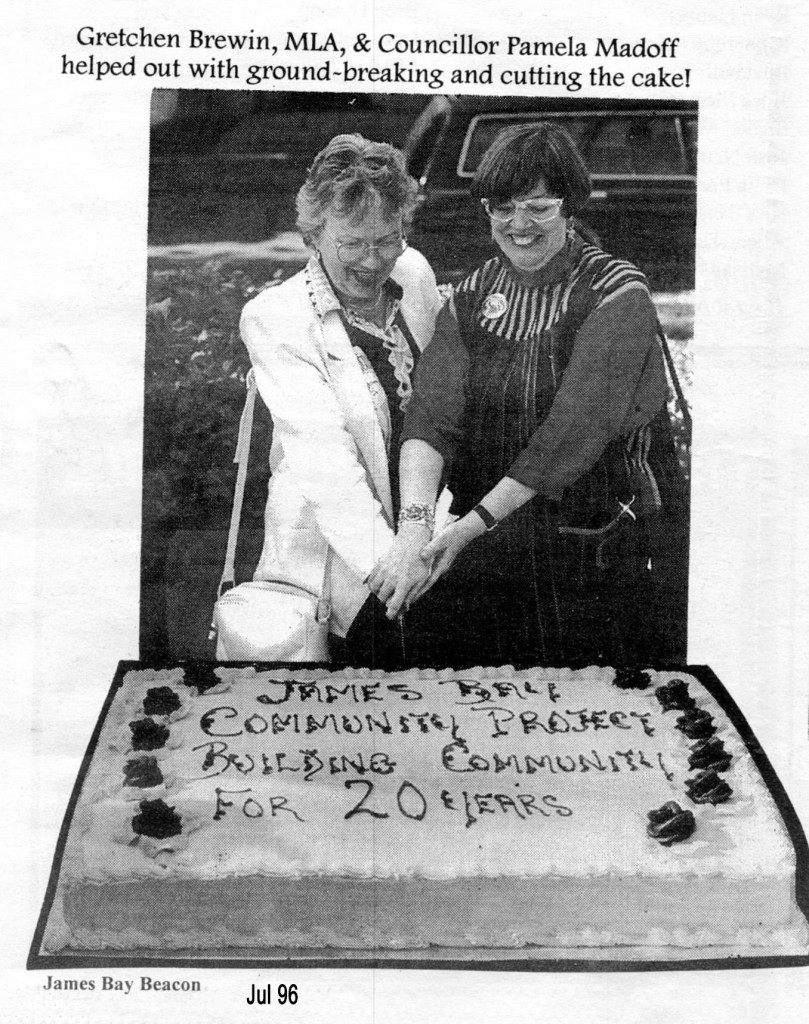 Gretchen Brewin, MLA, & Councillor Pamela Madoff
helped out with ground-breaking and cutting the cake!
JAMES BAY
COMMUNITY PROJECT
BUILDING COMMUNITY
FOR 20 YEARS
James Bay Beacon
Jul 96